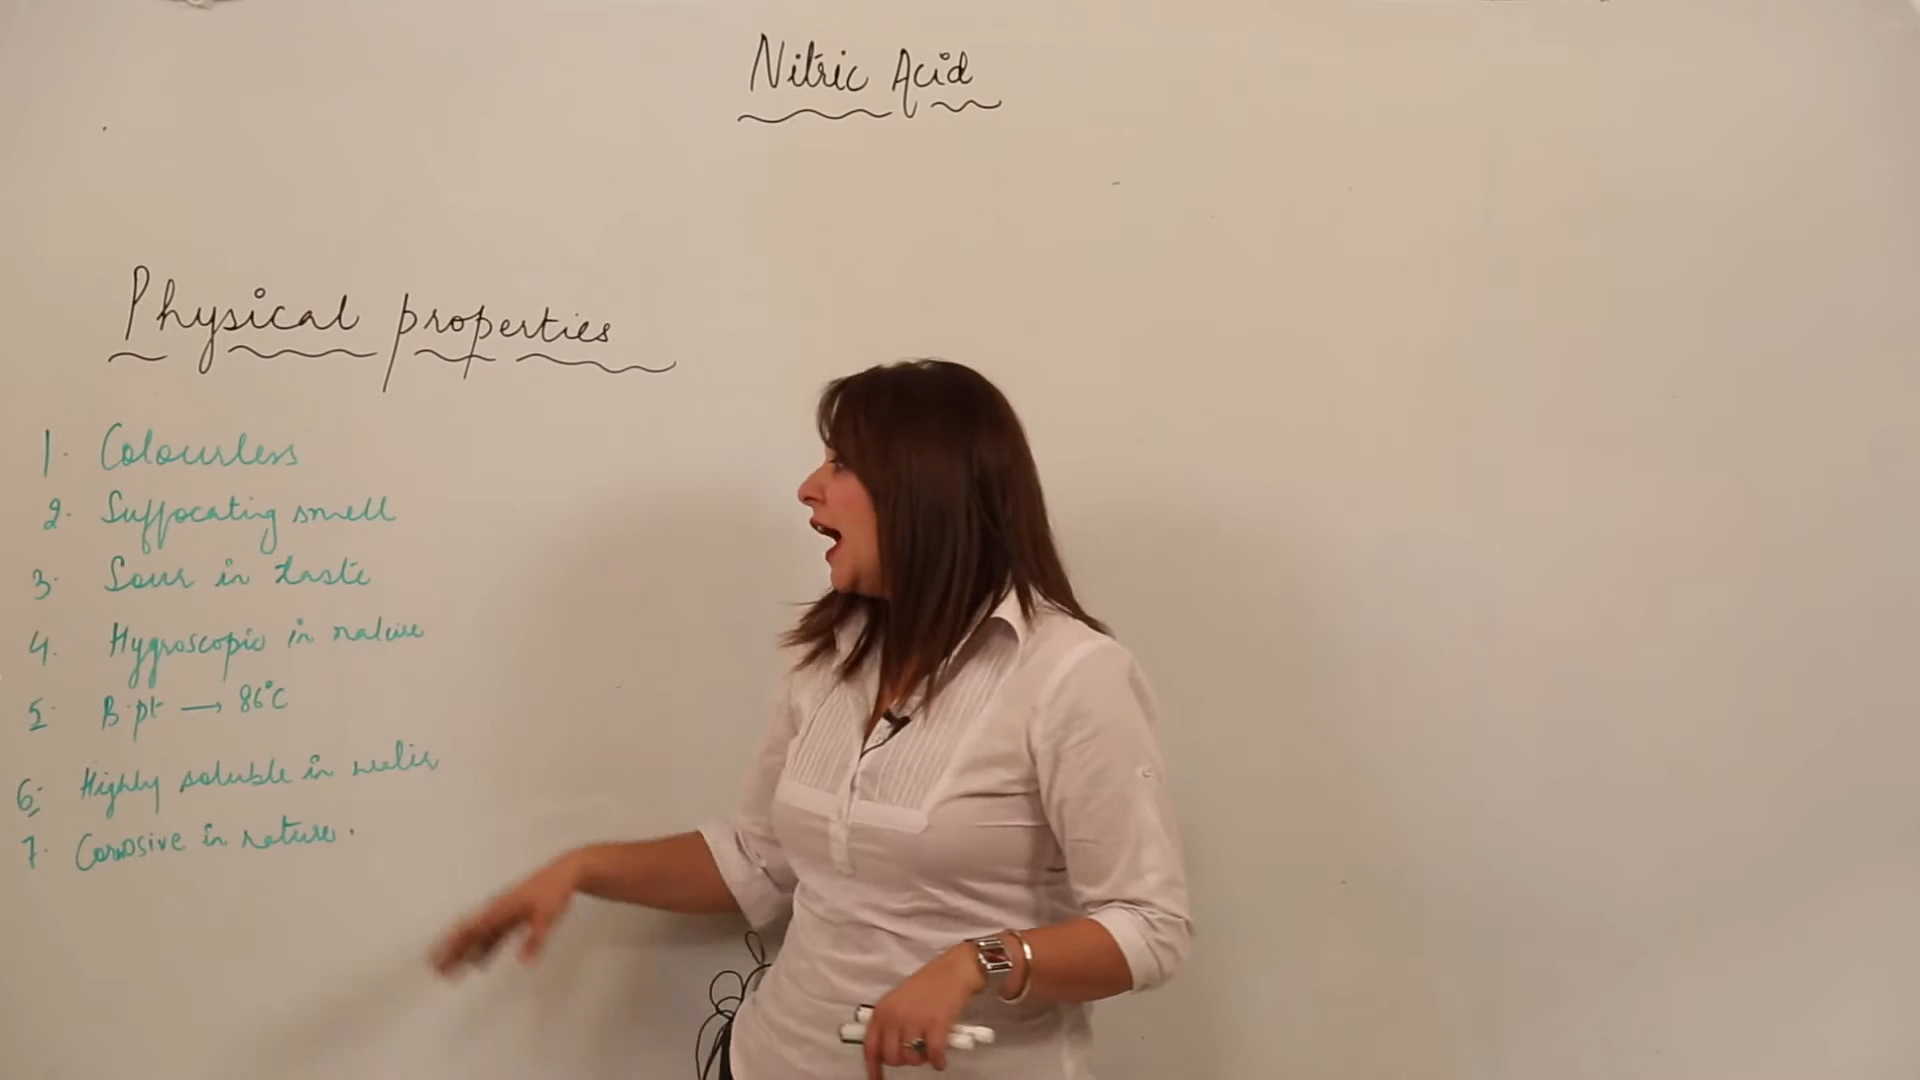 Nitric Acid
Physical properties
1. Colourless
2. Suffocating smell
3. Sour in taste
4. Hygroscopic in nature
5. B.pt → 86°C
6. Highly soluble in water
7. Corrosive in nature.